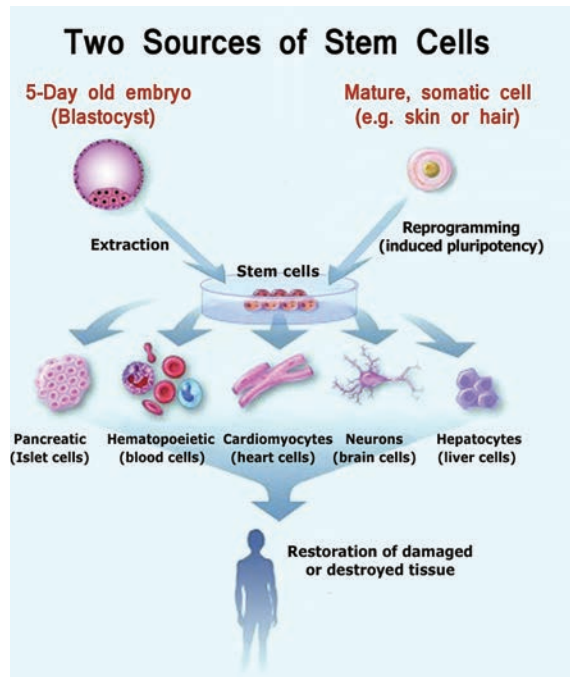 Two Sources of Stem Cells
5-Day old embryo
(Blastocyst)
Mature, somatic cell
(e.g. skin or hair)
Extraction
Reprogramming
(induced pluripotency)
Stem cells
Pancreatic
(Islet cells)
Hematopoeietic
(blood cells)
Cardiomyocytes
(heart cells)
Neurons
(brain cells)
Hepatocytes
(liver cells)
Restoration of damaged
or destroyed tissue